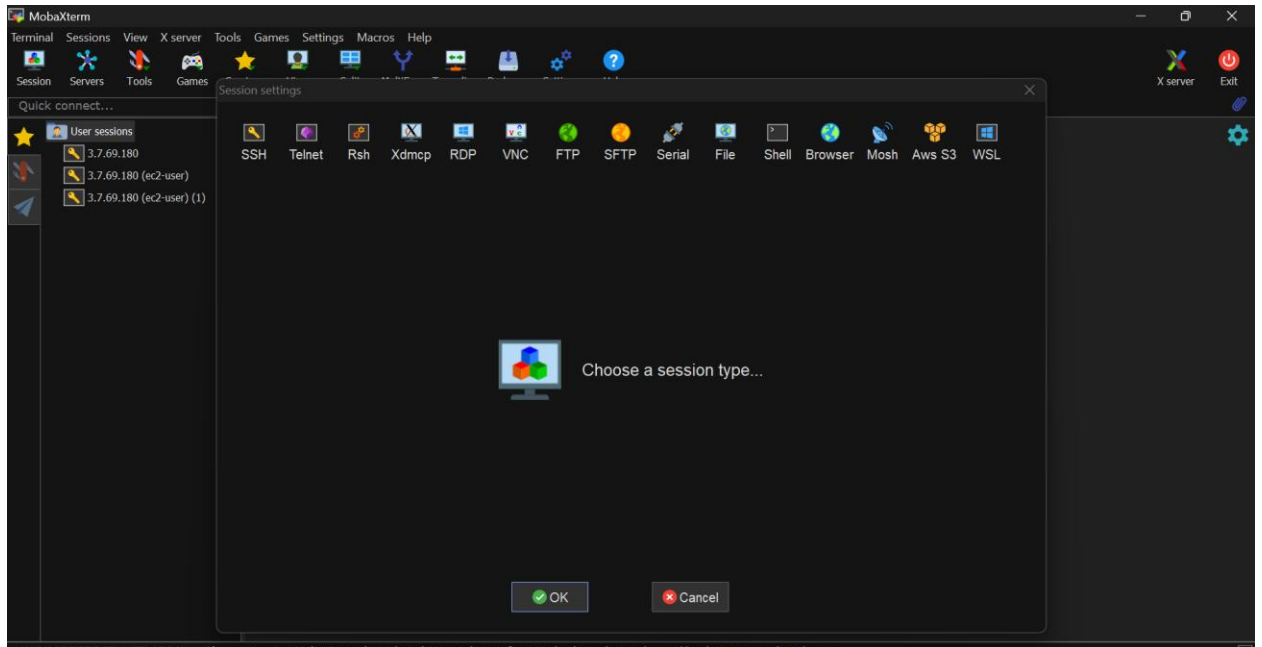 MobaXterm
Terminal Sessions View X server Tools Games Settings Macros Help
Session Servers Tools Games X server Exit
Session settings
Quick connect...
User sessions
3.7.69.180
3.7.69.180 (ec2-user)
3.7.69.180 (ec2-user) (1)
SSH Telnet Rsh Xdmcp RDP VNC FTP SFTP Serial File Shell Browser Mosh Aws S3 WSL
Choose a session type...
OK Cancel